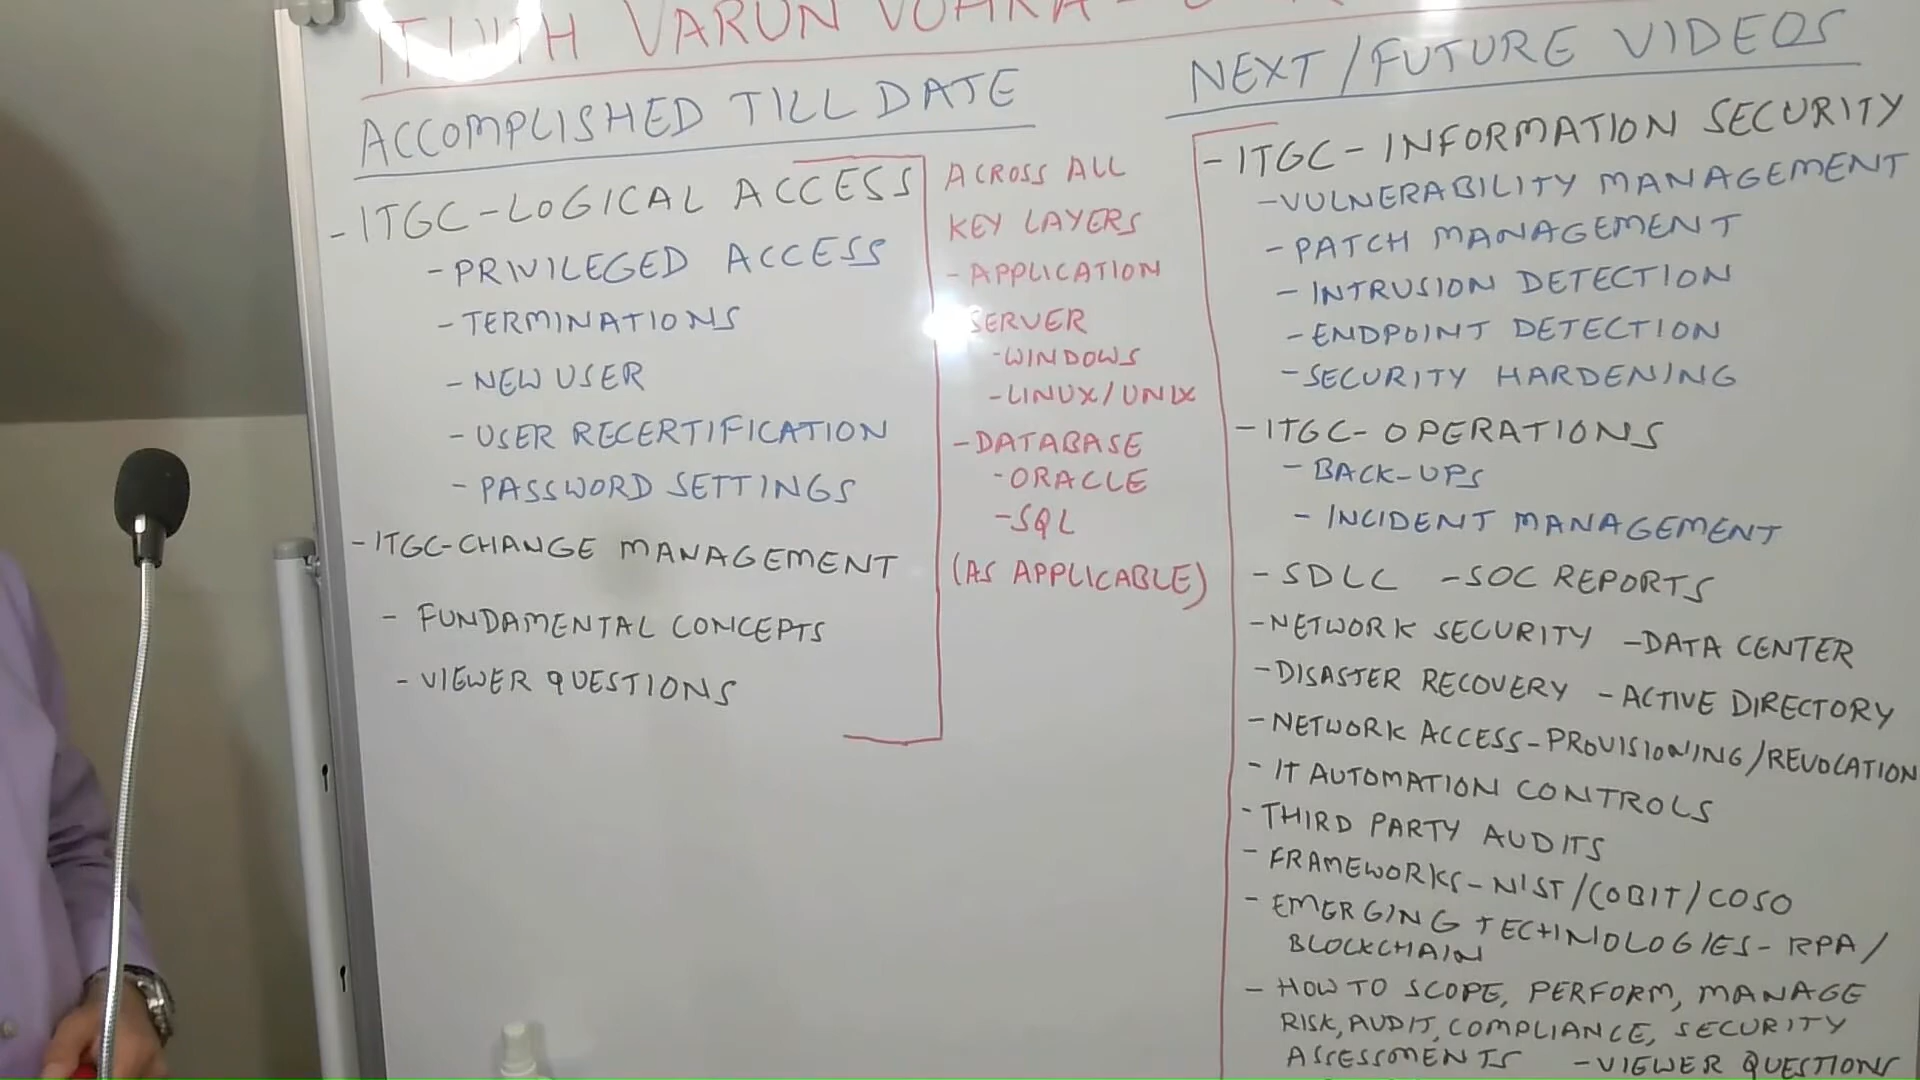 IT WITH VARUN VOHRA -
ACCOMPLISHED TILL DATE
- ITGC - LOGICAL ACCESS
- PRIVILEGED ACCESS
- TERMINATIONS
- NEW USER
- USER RECERTIFICATION
- PASSWORD SETTINGS
- ITGC-CHANGE MANAGEMENT
- FUNDAMENTAL CONCEPTS
- VIEWER QUESTIONS
ACROSS ALL
KEY LAYERS
- APPLICATION
SERVER
- WINDOWS
- LINUX/UNIX
- DATABASE
- ORACLE
- SQL
(AS APPLICABLE)
NEXT / FUTURE VIDEOS
- ITGC - INFORMATION SECURITY
- VULNERABILITY MANAGEMENT
- PATCH MANAGEMENT
- INTRUSION DETECTION
- ENDPOINT DETECTION
- SECURITY HARDENING
- ITGC - OPERATIONS
- BACK-UPS
- INCIDENT MANAGEMENT
- SDLC - SOC REPORTS
- NETWORK SECURITY - DATA CENTER
- DISASTER RECOVERY - ACTIVE DIRECTORY
- NETWORK ACCESS - PROVISIONING/REVOCATION
- IT AUTOMATION CONTROLS
- THIRD PARTY AUDITS
- FRAMEWORKS - NIST/COBIT/COSO
- EMERGING TECHNOLOGIES - RPA/
BLOCKCHAIN
- HOW TO SCOPE, PERFORM, MANAGE
RISK, AUDIT, COMPLIANCE, SECURITY
ASSESSMENTS - VIEWER QUESTIONS